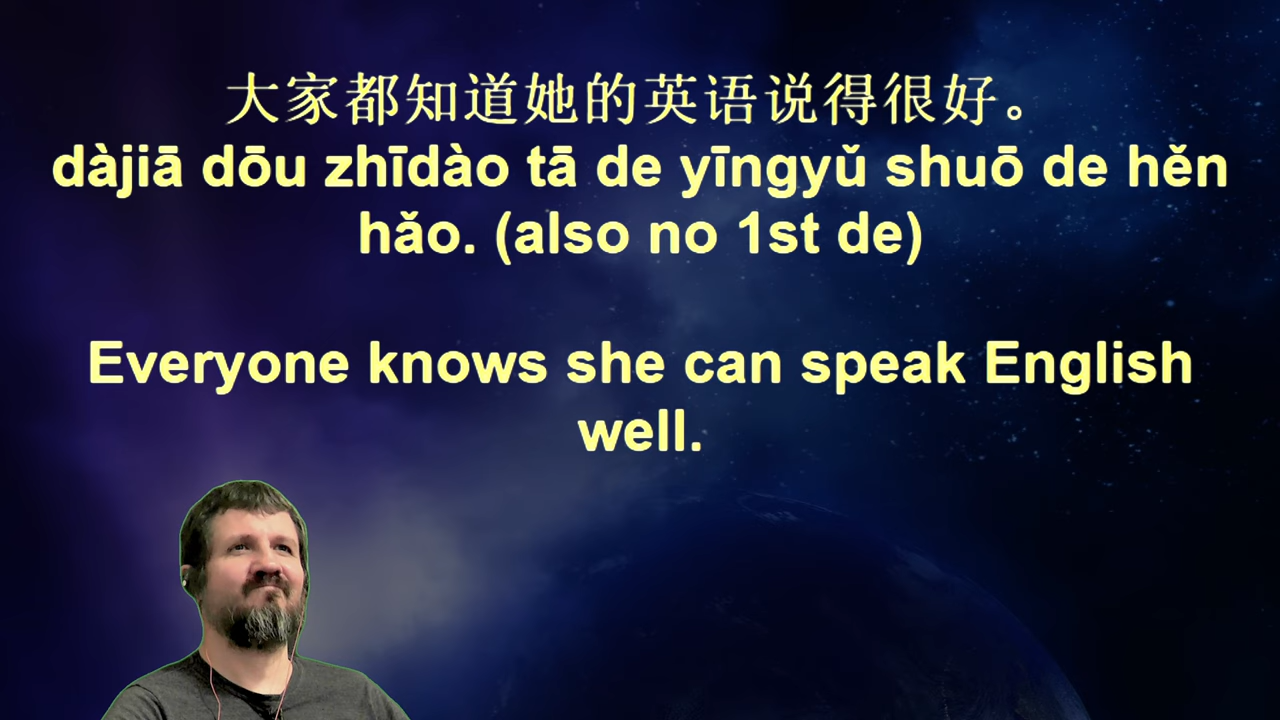 大家都知道她的英语说得很好。
dàjiā dōu zhīdào tā de yīngyǔ shuō de hěn
hǎo. (also no 1st de)
Everyone knows she can speak English
well.